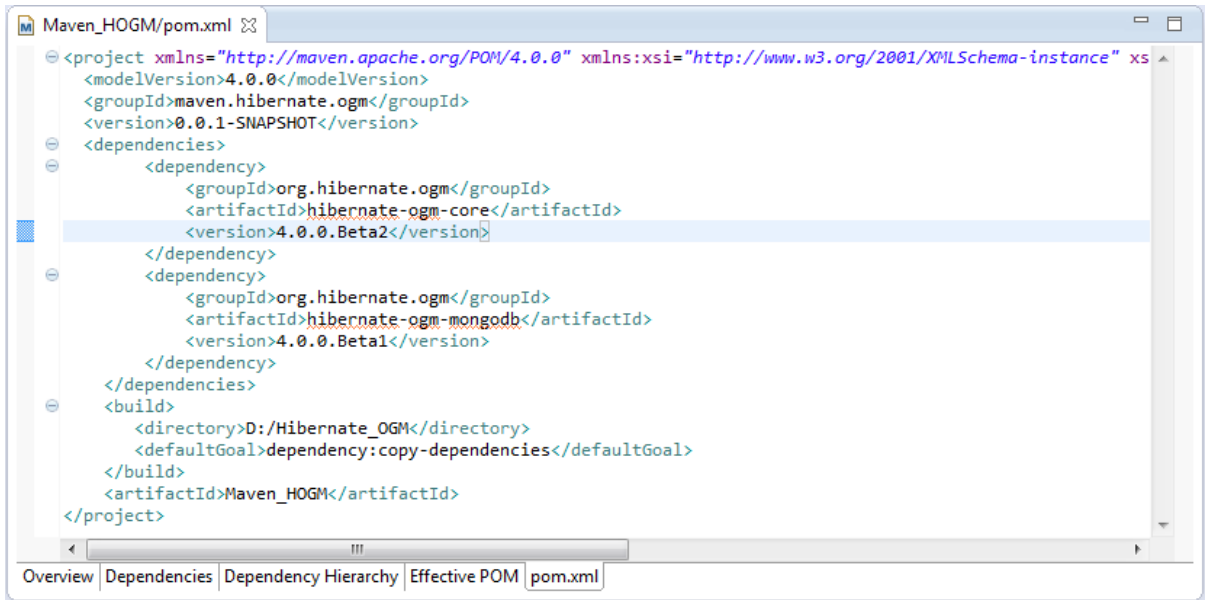 Maven_HOGM/pom.xml
<project xmlns="http://maven.apache.org/POM/4.0.0" xmlns:xsi="http://www.w3.org/2001/XMLSchema-instance" xs
<modelVersion>4.0.0</modelVersion>
<groupId>maven.hibernate.ogm</groupId>
<version>0.0.1-SNAPSHOT</version>
<dependencies>
<dependency>
<groupId>org.hibernate.ogm</groupId>
<artifactId>hibernate-ogm-core</artifactId>
<version>4.0.0.Beta2</version>
</dependency>
<dependency>
<groupId>org.hibernate.ogm</groupId>
<artifactId>hibernate-ogm-mongodb</artifactId>
<version>4.0.0.Beta1</version>
</dependency>
</dependencies>
<build>
<directory>D:/Hibernate_OGM</directory>
<defaultGoal>dependency:copy-dependencies</defaultGoal>
</build>
<artifactId>Maven_HOGM</artifactId>
</project>
Overview Dependencies Dependency Hierarchy Effective POM pom.xml